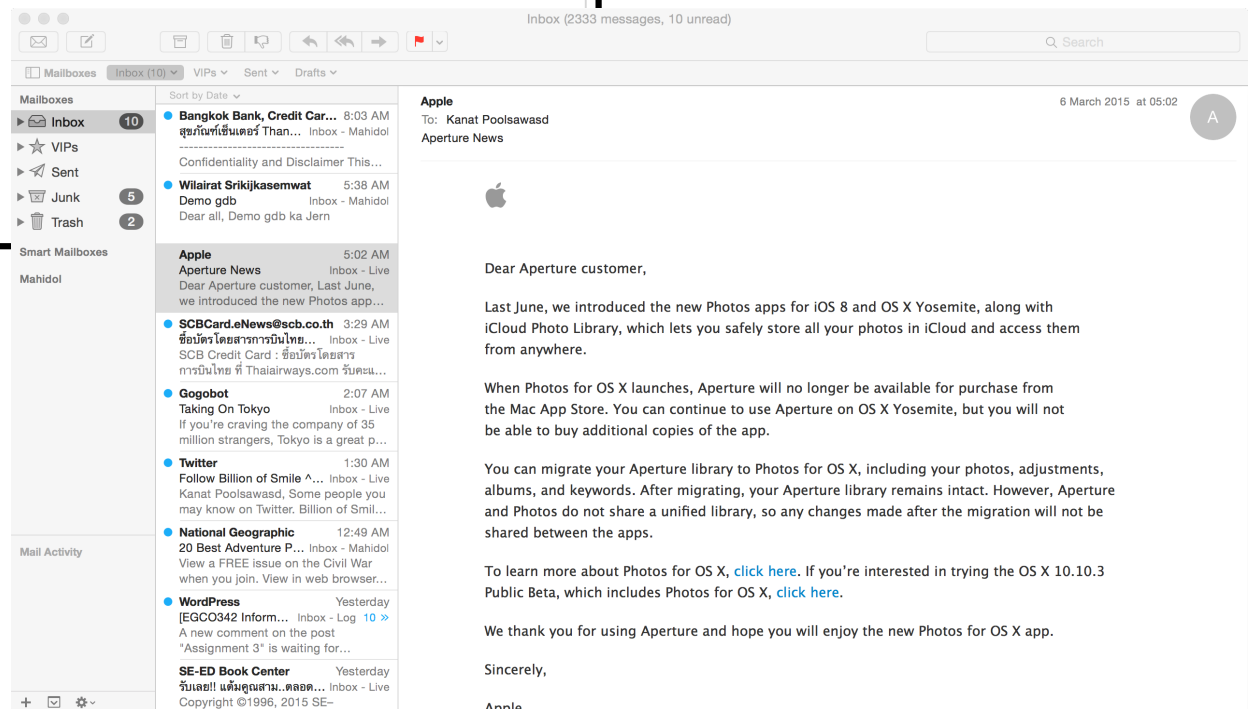 Inbox (2333 messages, 10 unread)
Search
Mailboxes Inbox (10) VIPs Sent Drafts
Mailboxes
Inbox 10
VIPs
Sent
Junk 5
Trash 2
Smart Mailboxes
Mahidol
Mail Activity
Sort by Date
Bangkok Bank, Credit Car... 8:03 AM
สุขภัณฑ์เซ็นเตอร์ Than... Inbox - Mahidol
----------------------------------
Confidentiality and Disclaimer This...
Wilairat Srikijkasemwat 5:38 AM
Demo gdb Inbox - Mahidol
Dear all, Demo gdb ka Jern
Apple 5:02 AM
Aperture News Inbox - Live
Dear Aperture customer, Last June,
we introduced the new Photos app...
SCBCard.eNews@scb.co.th 3:29 AM
ซื้อบัตรโดยสารการบินไทย... Inbox - Live
SCB Credit Card : ซื้อบัตรโดยสาร
การบินไทย ที่ Thaiairways.com รับคะแ...
Gogobot 2:07 AM
Taking On Tokyo Inbox - Live
If you're craving the company of 35
million strangers, Tokyo is a great p...
Twitter 1:30 AM
Follow Billion of Smile ^... Inbox - Live
Kanat Poolsawasd, Some people you
may know on Twitter. Billion of Smil...
National Geographic 12:49 AM
20 Best Adventure P... Inbox - Mahidol
View a FREE issue on the Civil War
when you join. View in web browser...
WordPress Yesterday
[EGCO342 Inform... Inbox - Log 10 »
A new comment on the post
"Assignment 3" is waiting for...
SE-ED Book Center Yesterday
รับเลย!! แต้มคูณสาม..ตลอด... Inbox - Live
Copyright ©1996, 2015 SE–
Apple 6 March 2015 at 05:02
A
To: Kanat Poolsawasd
Aperture News
Dear Aperture customer,
Last June, we introduced the new Photos apps for iOS 8 and OS X Yosemite, along with
iCloud Photo Library, which lets you safely store all your photos in iCloud and access them
from anywhere.
When Photos for OS X launches, Aperture will no longer be available for purchase from
the Mac App Store. You can continue to use Aperture on OS X Yosemite, but you will not
be able to buy additional copies of the app.
You can migrate your Aperture library to Photos for OS X, including your photos, adjustments,
albums, and keywords. After migrating, your Aperture library remains intact. However, Aperture
and Photos do not share a unified library, so any changes made after the migration will not be
shared between the apps.
To learn more about Photos for OS X, click here. If you're interested in trying the OS X 10.10.3
Public Beta, which includes Photos for OS X, click here.
We thank you for using Aperture and hope you will enjoy the new Photos for OS X app.
Sincerely,
Apple